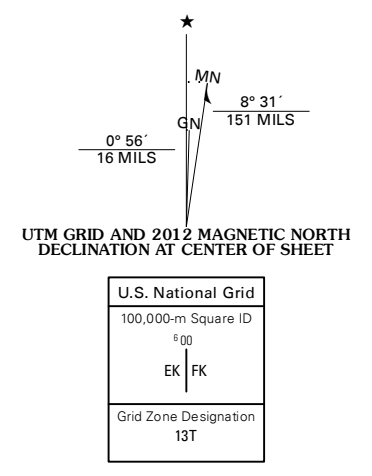 ★
MN
8° 31´
151 MILS
GN
0° 56´
16 MILS
UTM GRID AND 2012 MAGNETIC NORTH
DECLINATION AT CENTER OF SHEET
U.S. National Grid
100,000-m Square ID
⁶00
EK FK
Grid Zone Designation
13T